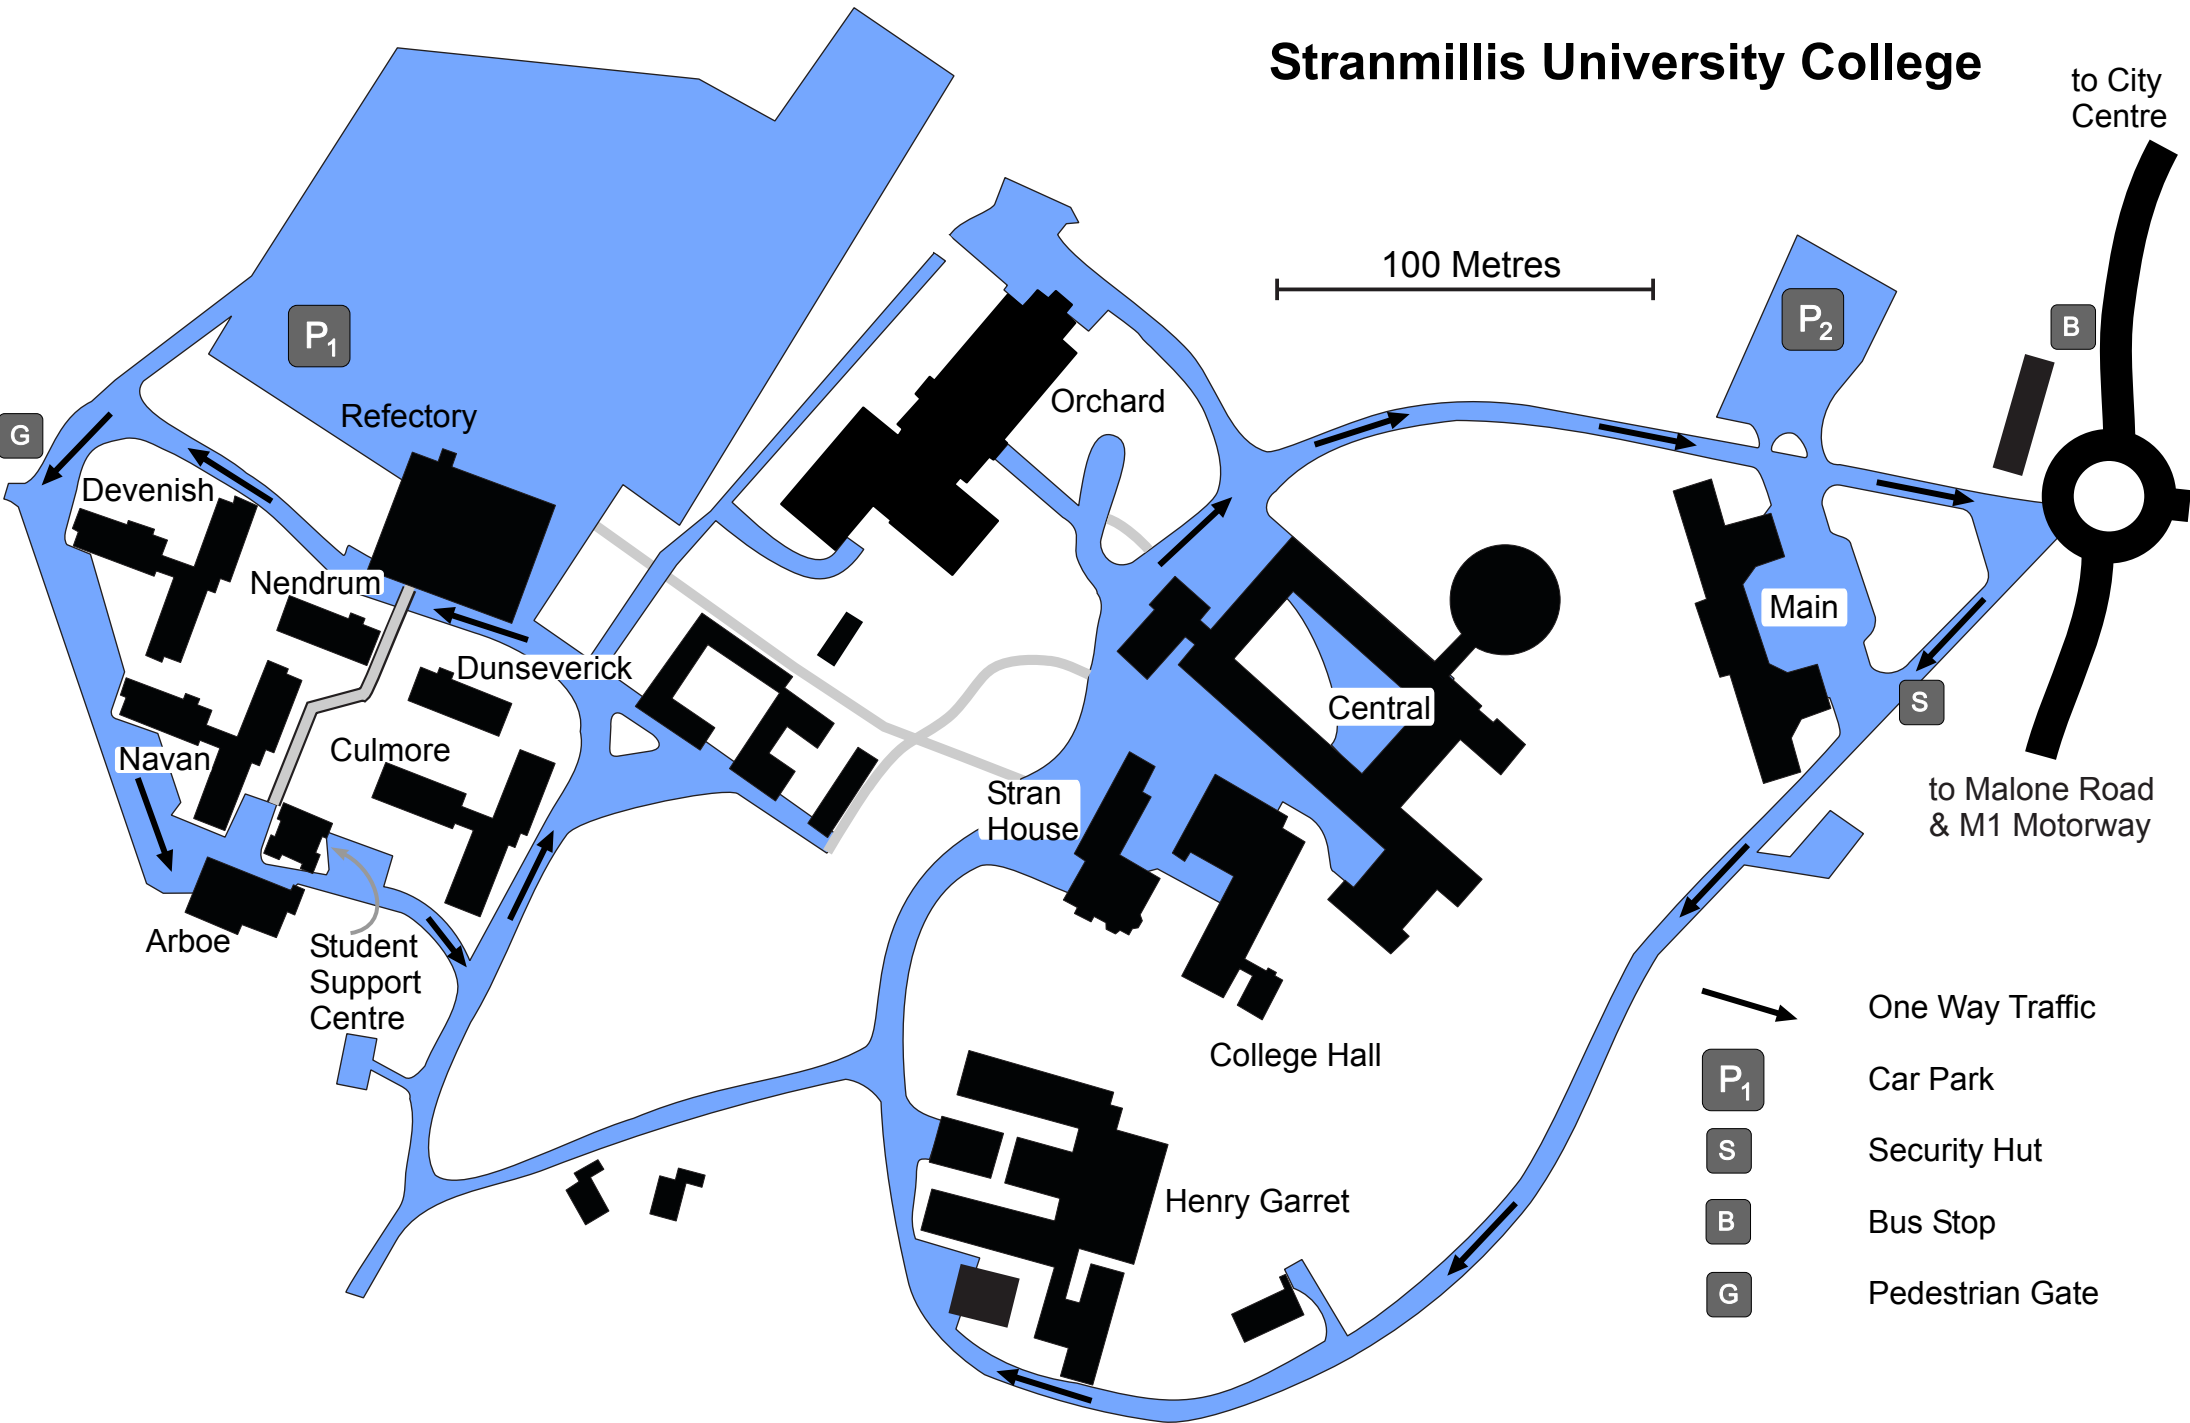 Stranmillis University College
to City
Centre
100 Metres
P1
P2
B
Refectory
Orchard
G
Devenish
Nendrum
Main
Dunseverick
Central
S
Navan
Culmore
Stran
House
to Malone Road
& M1 Motorway
Arboe
Student
Support
Centre
College Hall
Henry Garret
One Way Traffic
P1 Car Park
S Security Hut
B Bus Stop
G Pedestrian Gate